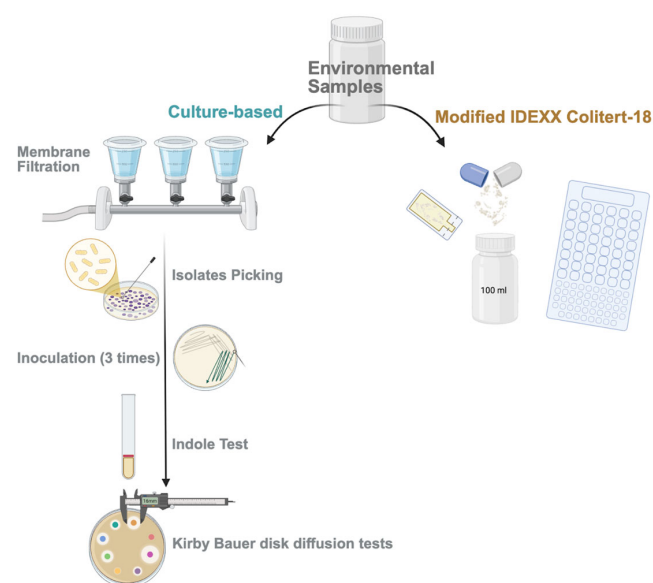 Environmental
Samples
Culture-based
Modified IDEXX Colitert-18
Membrane
Filtration
100 ml
Isolates Picking
Inoculation (3 times)
Indole Test
16mm
Kirby Bauer disk diffusion tests